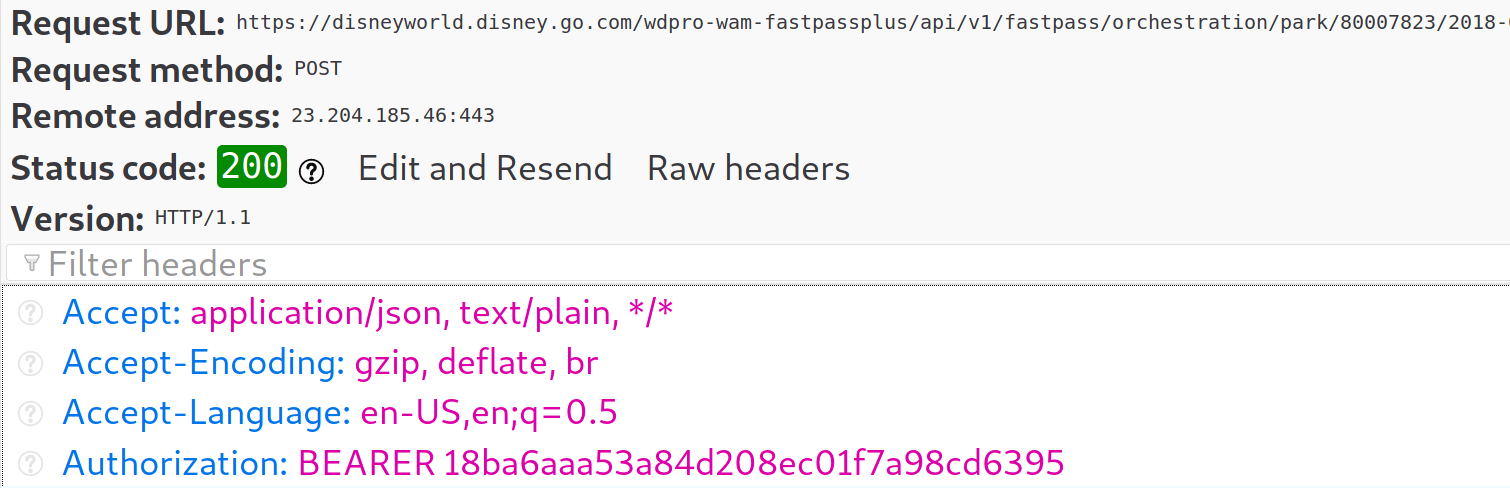 Request URL: https://disneyworld.disney.go.com/wdpro-wam-fastpassplus/api/v1/fastpass/orchestration/park/80007823/2018-
Request method: POST
Remote address: 23.204.185.46:443
Status code: 200 ? Edit and Resend Raw headers
Version: HTTP/1.1
Filter headers
? Accept: application/json, text/plain, */*
? Accept-Encoding: gzip, deflate, br
? Accept-Language: en-US,en;q=0.5
? Authorization: BEARER 18ba6aaa53a84d208ec01f7a98cd6395